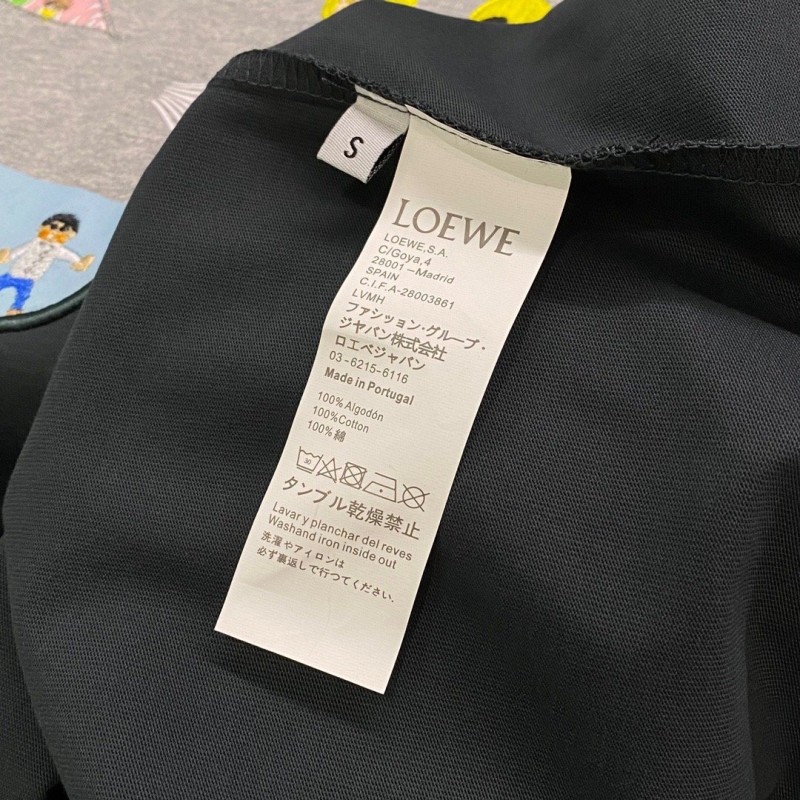 S
LOEWE
LOEWE,S.A.
C/Goya,4
28001-Madrid
SPAIN
C.I.F.A-28003861
LVMH
ファッション・グループ・
ジャパン株式会社
ロエベジャパン
03-6215-6116
Made in Portugal
100%Algodón
100%Cotton
100%綿
30
タンブル乾燥禁止
Lavar y planchar del reves
Washand iron inside out
洗濯やアイロンは
必ず裏返しで行つてください.